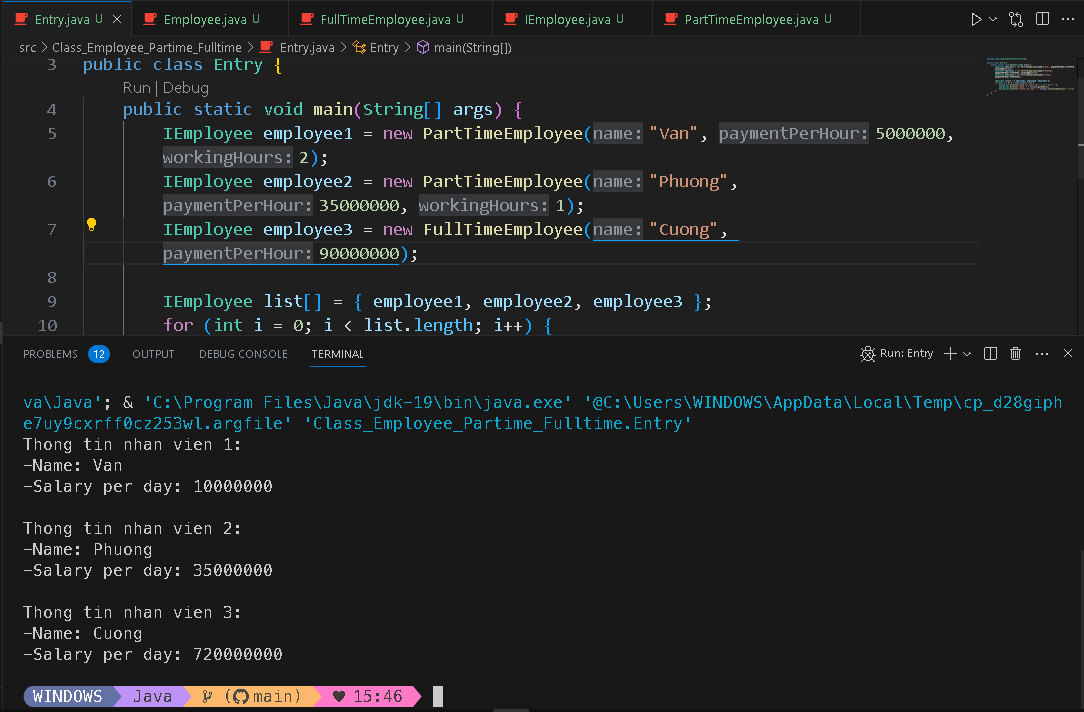 Entry.java U
Employee.java U
FullTimeEmployee.java U
IEmployee.java U
PartTimeEmployee.java U
src > Class_Employee_Partime_Fulltime > Entry.java > Entry > main(String[])
3 public class Entry {
Run | Debug
4 public static void main(String[] args) {
5 IEmployee employee1 = new PartTimeEmployee(name: "Van", paymentPerHour: 5000000,
workingHours: 2);
6 IEmployee employee2 = new PartTimeEmployee(name: "Phuong",
paymentPerHour: 35000000, workingHours: 1);
7 IEmployee employee3 = new FullTimeEmployee(name: "Cuong",
paymentPerHour: 90000000);
8
9 IEmployee list[] = { employee1, employee2, employee3 };
10 for (int i = 0; i < list.length; i++) {
PROBLEMS 12 OUTPUT DEBUG CONSOLE TERMINAL Run: Entry
va\Java'; & 'C:\Program Files\Java\jdk-19\bin\java.exe' '@C:\Users\WINDOWS\AppData\Local\Temp\cp_d28giph
e7uy9cxrff0cz253wl.argfile' 'Class_Employee_Partime_Fulltime.Entry'
Thong tin nhan vien 1:
-Name: Van
-Salary per day: 10000000
Thong tin nhan vien 2:
-Name: Phuong
-Salary per day: 35000000
Thong tin nhan vien 3:
-Name: Cuong
-Salary per day: 720000000
WINDOWS Java (main) ♥ 15:46